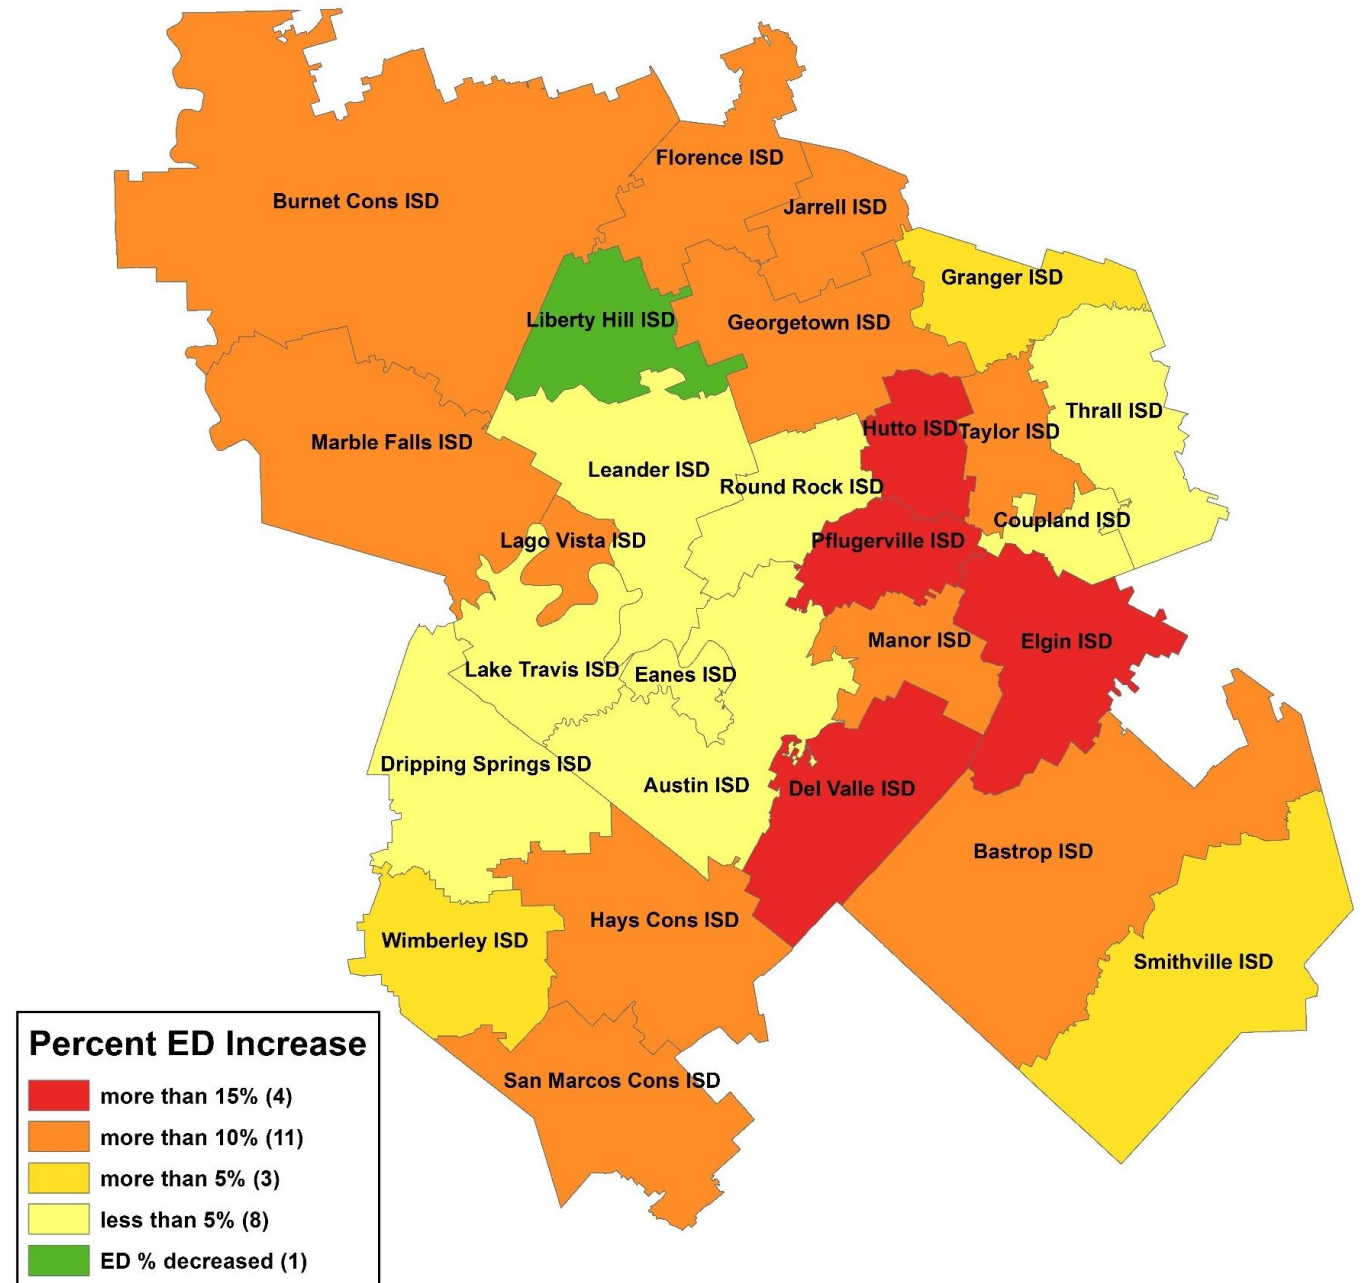 Florence ISD
Burnet Cons ISD
Jarrell ISD
Granger ISD
Liberty Hill ISD
Georgetown ISD
Thrall ISD
Hutto ISD
Taylor ISD
Marble Falls ISD
Leander ISD
Round Rock ISD
Coupland ISD
Lago Vista ISD
Pflugerville ISD
Manor ISD
Elgin ISD
Lake Travis ISD
Eanes ISD
Dripping Springs ISD
Austin ISD
Del Valle ISD
Bastrop ISD
Hays Cons ISD
Wimberley ISD
Smithville ISD
San Marcos Cons ISD
Percent ED Increase
more than 15% (4)
more than 10% (11)
more than 5% (3)
less than 5% (8)
ED % decreased (1)